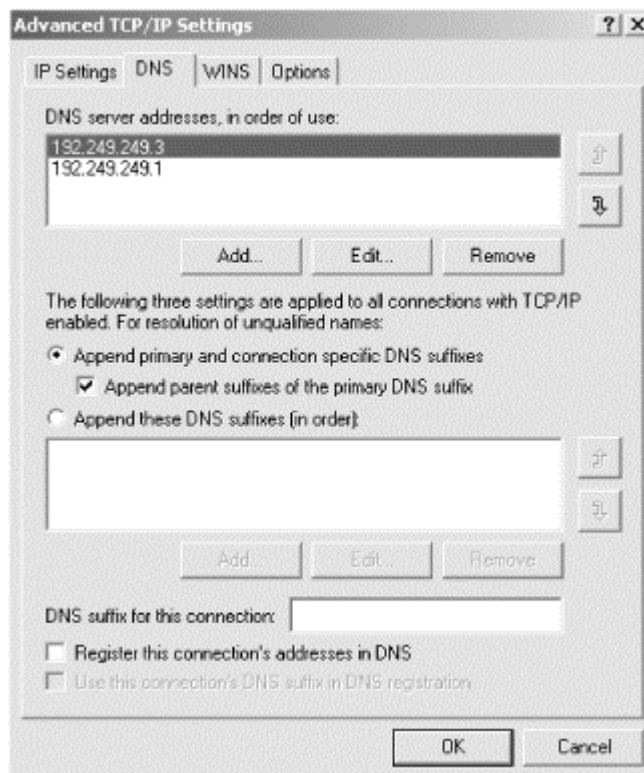 Advanced TCP/IP Settings
IP Settings DNS WINS Options
DNS server addresses, in order of use:
192.249.249.3
192.249.249.1
Add... Edit... Remove
The following three settings are applied to all connections with TCP/IP
enabled. For resolution of unqualified names:
Append primary and connection specific DNS suffixes
Append parent suffixes of the primary DNS suffix
Append these DNS suffixes (in order):
Add... Edit... Remove
DNS suffix for this connection:
Register this connection's addresses in DNS
Use this connection's DNS suffix in DNS registration
OK Cancel